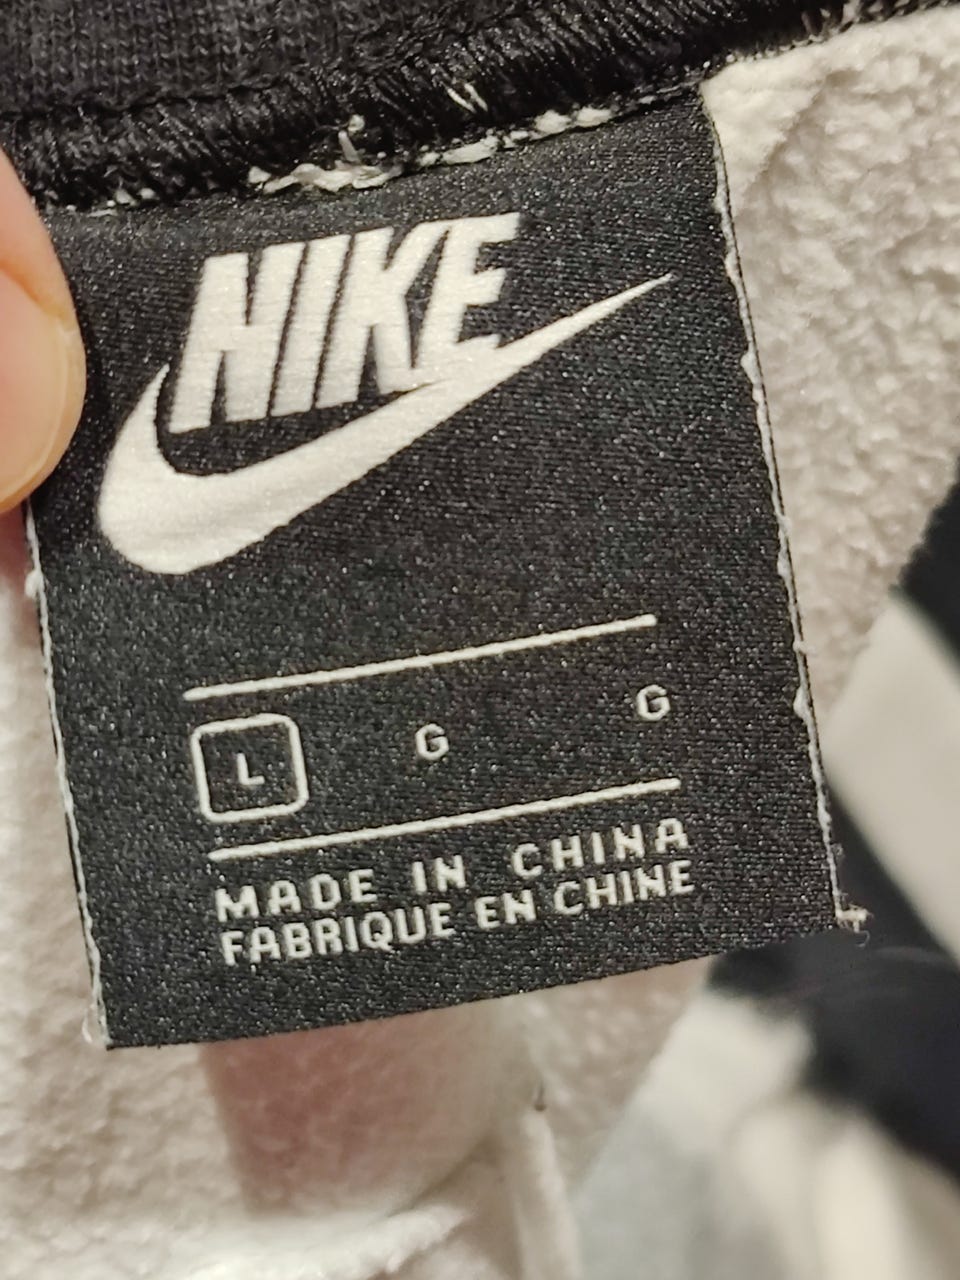 NIKE
L G G
MADE IN CHINA
FABRIQUE EN CHINE